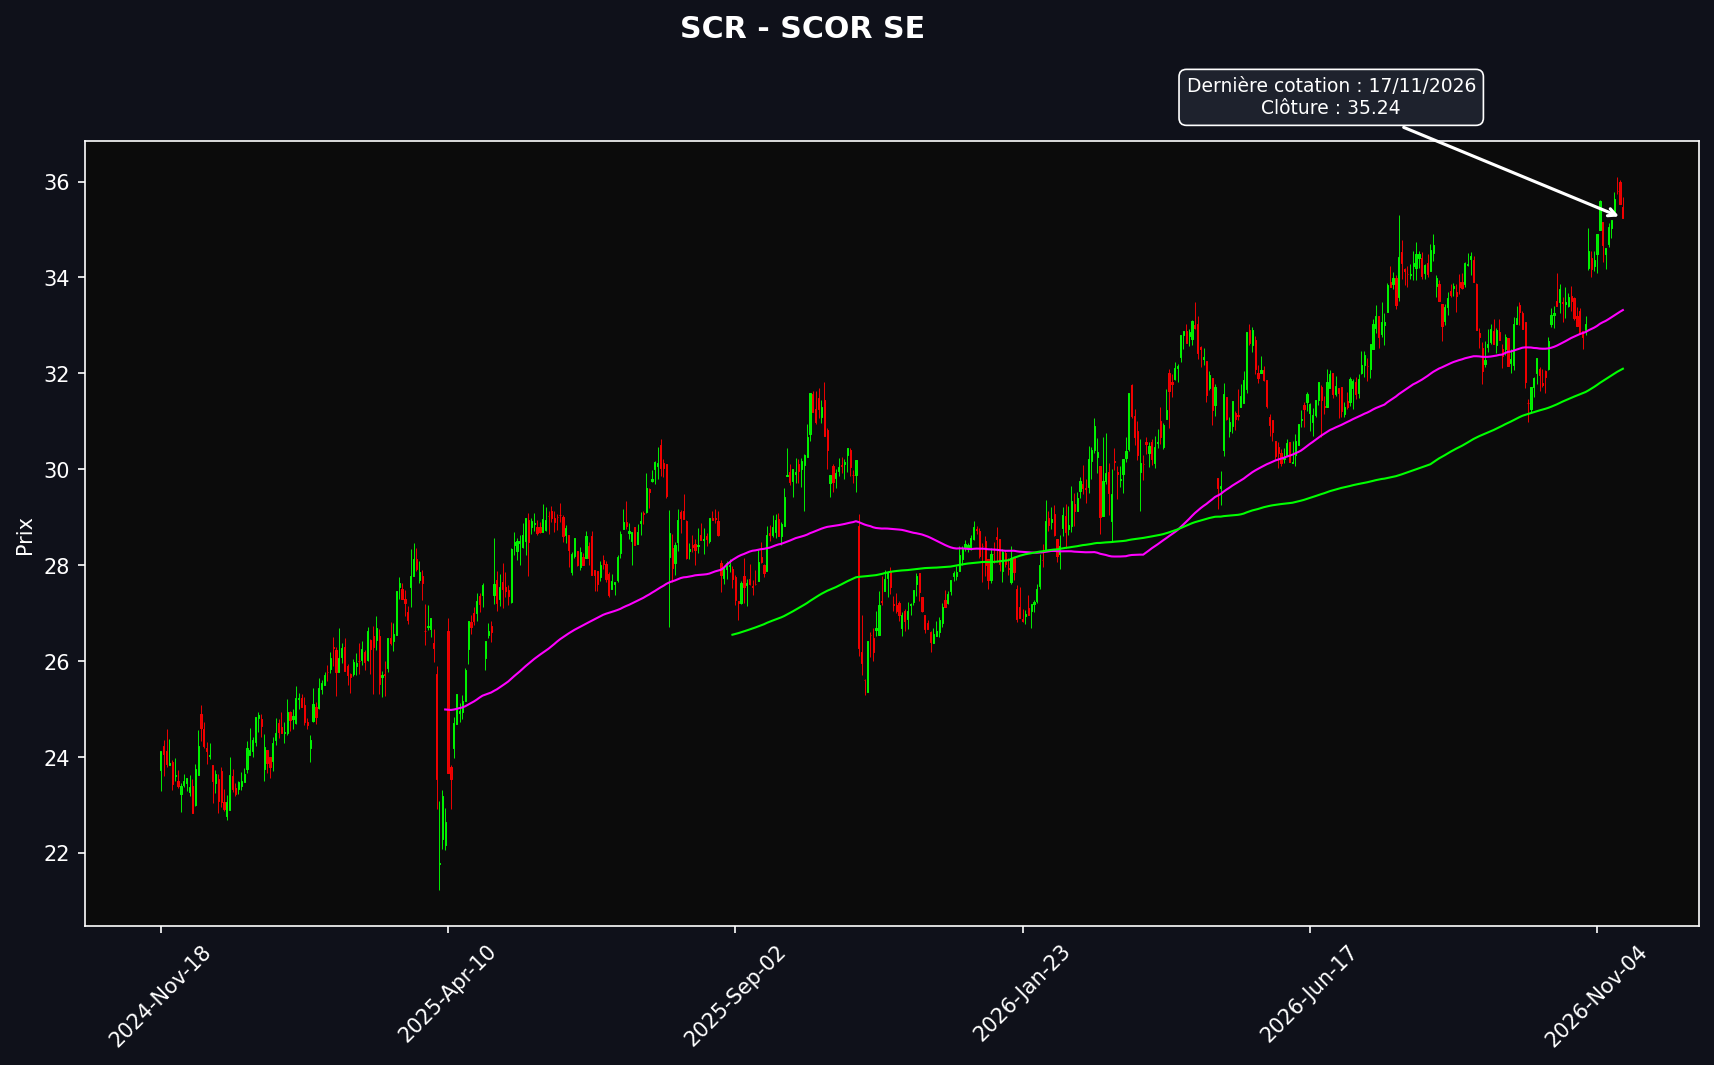 SCR - SCOR SE
Dernière cotation : 17/11/2026
Clôture : 35.24
Prix
36
34
32
30
28
26
24
22
2024-Nov-18
2025-Apr-10
2025-Sep-02
2026-Jan-23
2026-Jun-17
2026-Nov-04